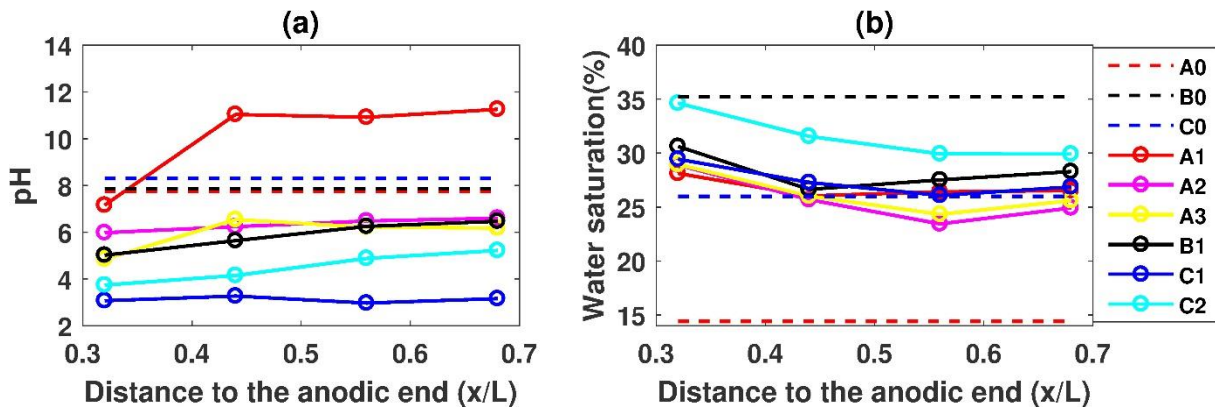 (a)
14
12
10
8
6
4
2
pH
0.3 0.4 0.5 0.6 0.7
Distance to the anodic end (x/L)
(b)
40
35
30
25
20
15
Water saturation(%)
0.3 0.4 0.5 0.6 0.7
Distance to the anodic end (x/L)
A0
B0
C0
A1
A2
A3
B1
C1
C2